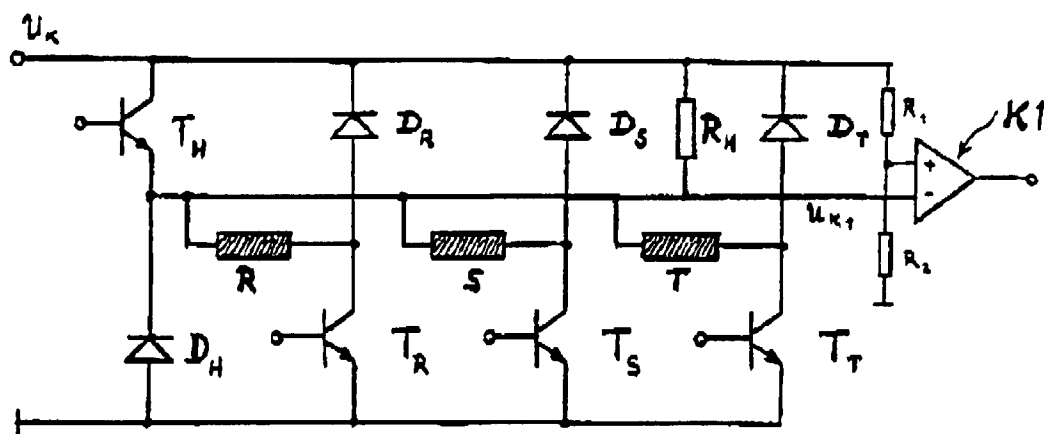 U_K
T_H
D_R
D_S
R_H
D_T
R_1
K1
+
-
U_K1
R_2
R
S
T
D_H
T_R
T_S
T_T